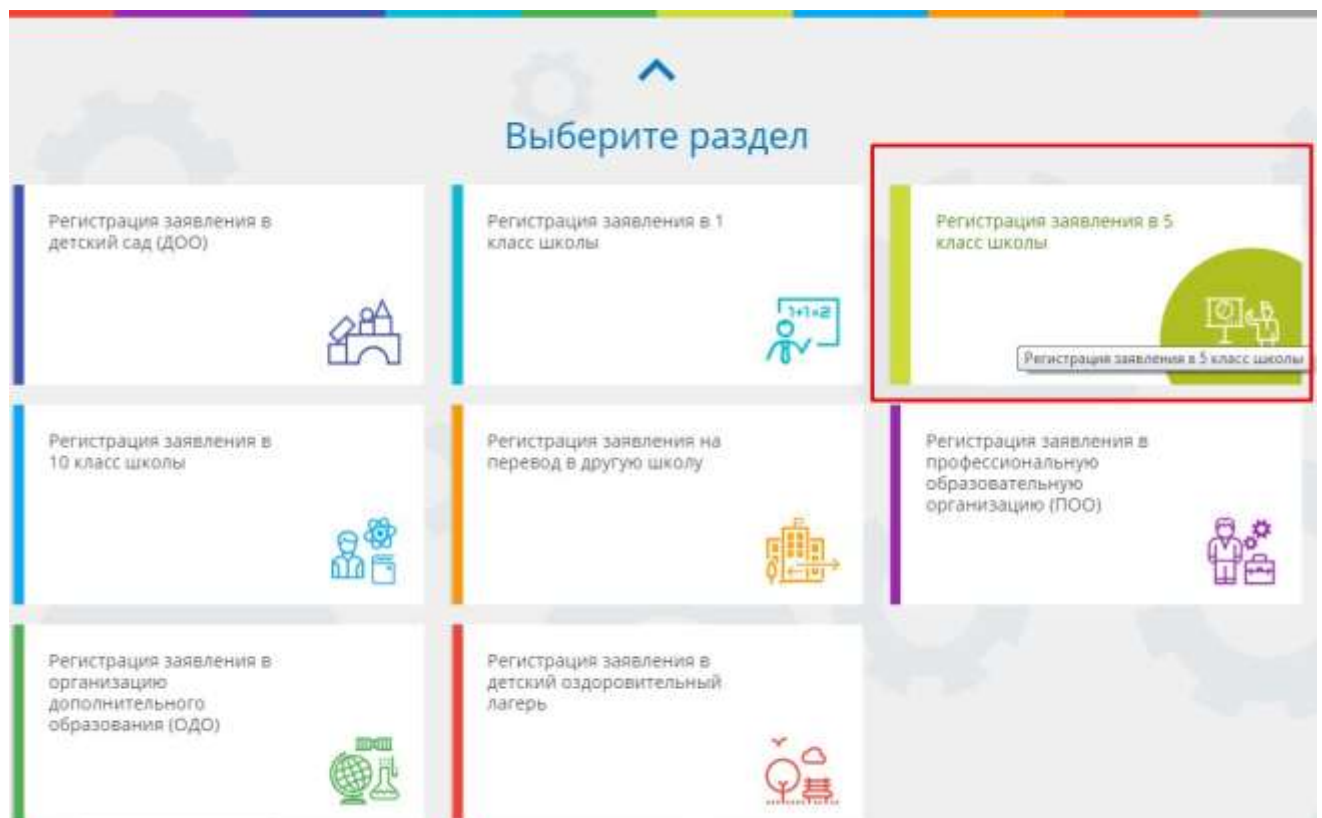 Выберите раздел
Регистрация заявления в
детский сад (ДОО)
Регистрация заявления в 1
класс школы
1+1=2
Регистрация заявления в 5
класс школы
Регистрация заявления в 5 класс школы
Регистрация заявления в
10 класс школы
Регистрация заявления на
перевод в другую школу
Регистрация заявления в
профессиональную
образовательную
организацию (ПОО)
Регистрация заявления в
организацию
дополнительного
образования (ОДО)
Регистрация заявления в
детский оздоровительный
лагерь